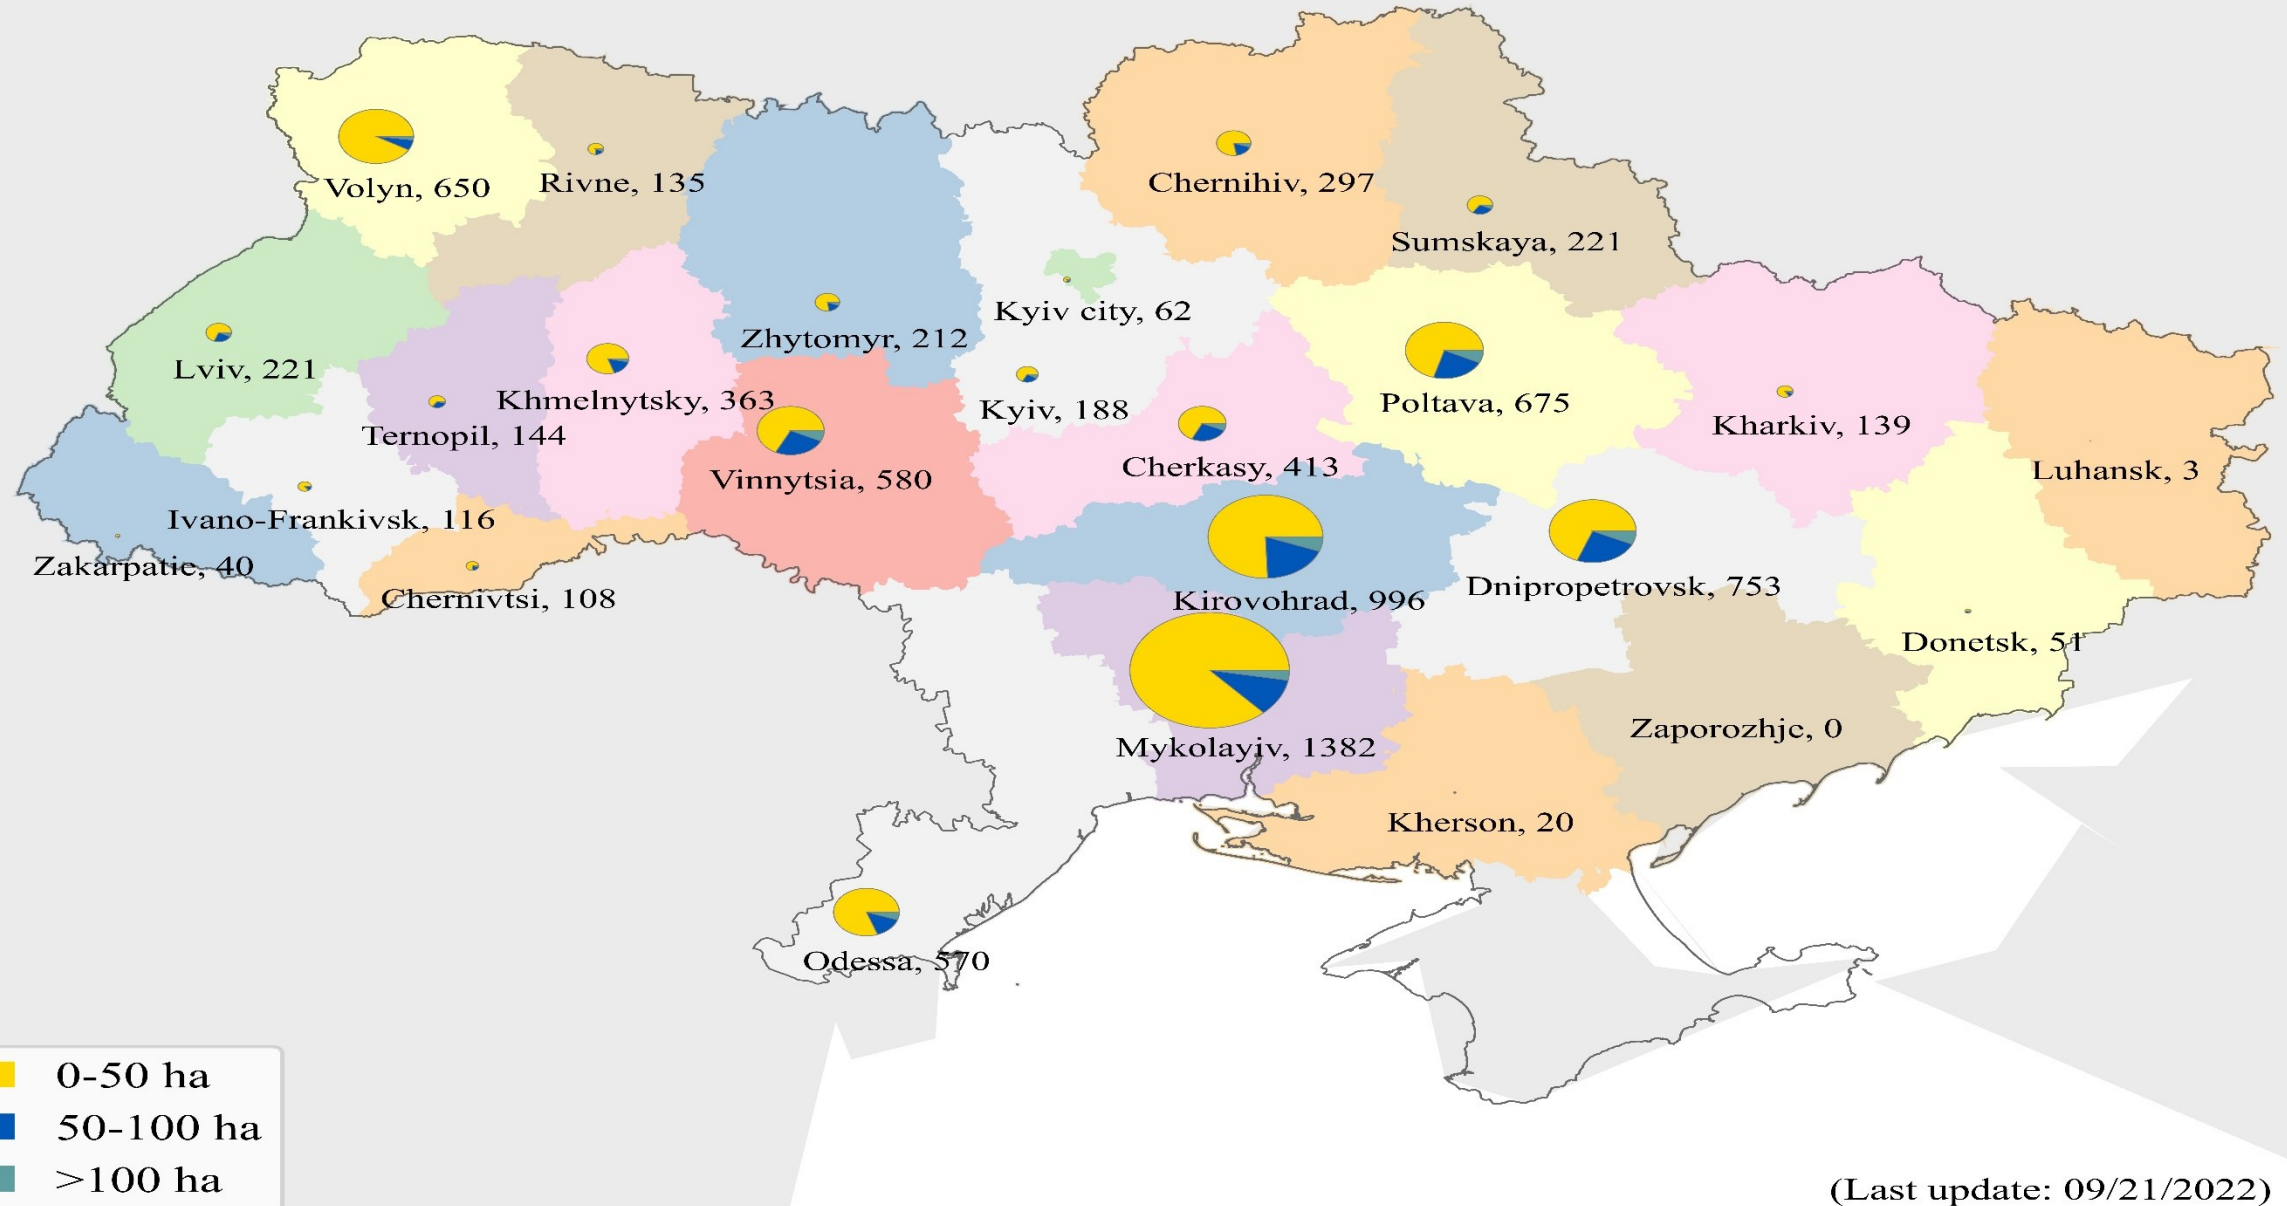 Volyn, 650
Rivne, 135
Chernihiv, 297
Sumskaya, 221
Kyiv city, 62
Zhytomyr, 212
Lviv, 221
Khmelnytsky, 363
Kyiv, 188
Poltava, 675
Kharkiv, 139
Ternopil, 144
Vinnytsia, 580
Cherkasy, 413
Luhansk, 3
Ivano-Frankivsk, 116
Zakarpatie, 40
Chernivtsi, 108
Kirovohrad, 996
Dnipropetrovsk, 753
Donetsk, 51
Zaporozhje, 0
Mykolayiv, 1382
Kherson, 20
Odessa, 570
0-50 ha
50-100 ha
>100 ha
(Last update: 09/21/2022)